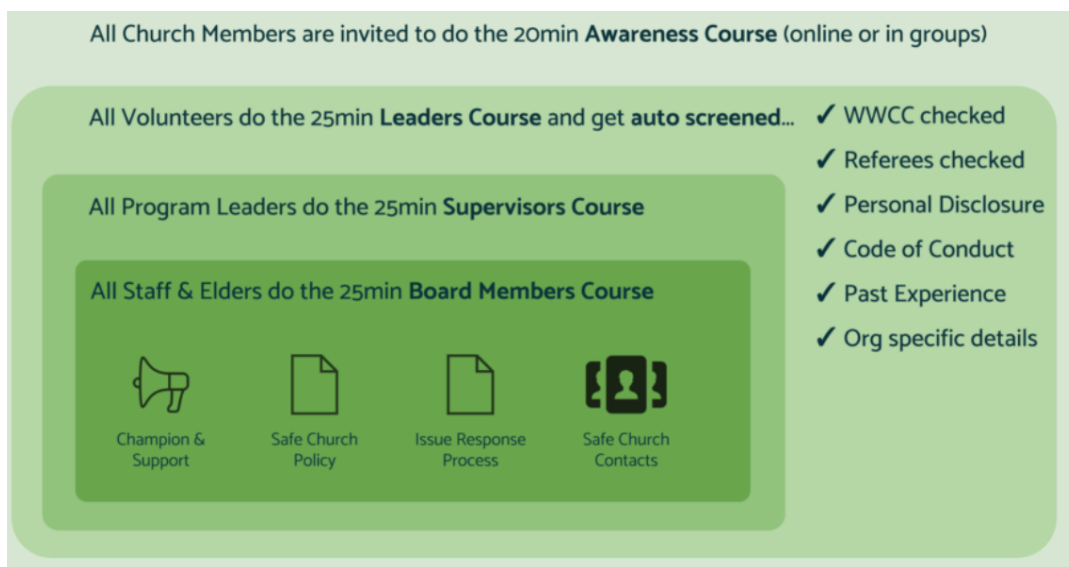 All Church Members are invited to do the 20min Awareness Course (online or in groups)
All Volunteers do the 25min Leaders Course and get auto screened...
✓ WWCC checked
✓ Referees checked
✓ Personal Disclosure
✓ Code of Conduct
✓ Past Experience
✓ Org specific details
All Program Leaders do the 25min Supervisors Course
All Staff & Elders do the 25min Board Members Course
Champion &
Support
Safe Church
Policy
Issue Response
Process
Safe Church
Contacts